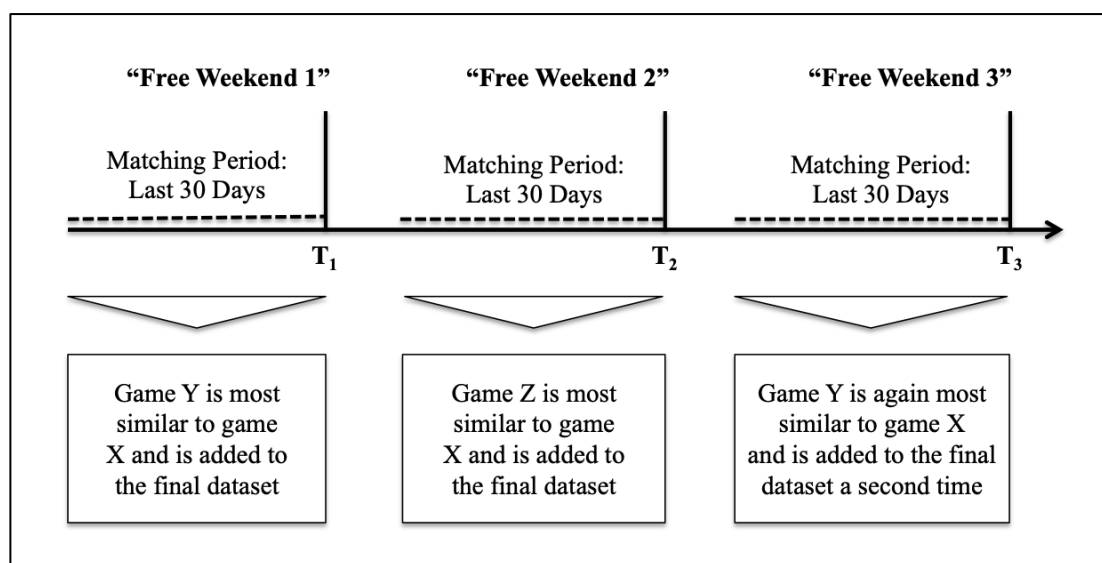 “Free Weekend 1”
“Free Weekend 2”
“Free Weekend 3”
Matching Period:
Last 30 Days
Matching Period:
Last 30 Days
Matching Period:
Last 30 Days
T₁
T₂
T₃
Game Y is most
similar to game
X and is added to
the final dataset
Game Z is most
similar to game
X and is added to
the final dataset
Game Y is again most
similar to game X
and is added to the final
dataset a second time